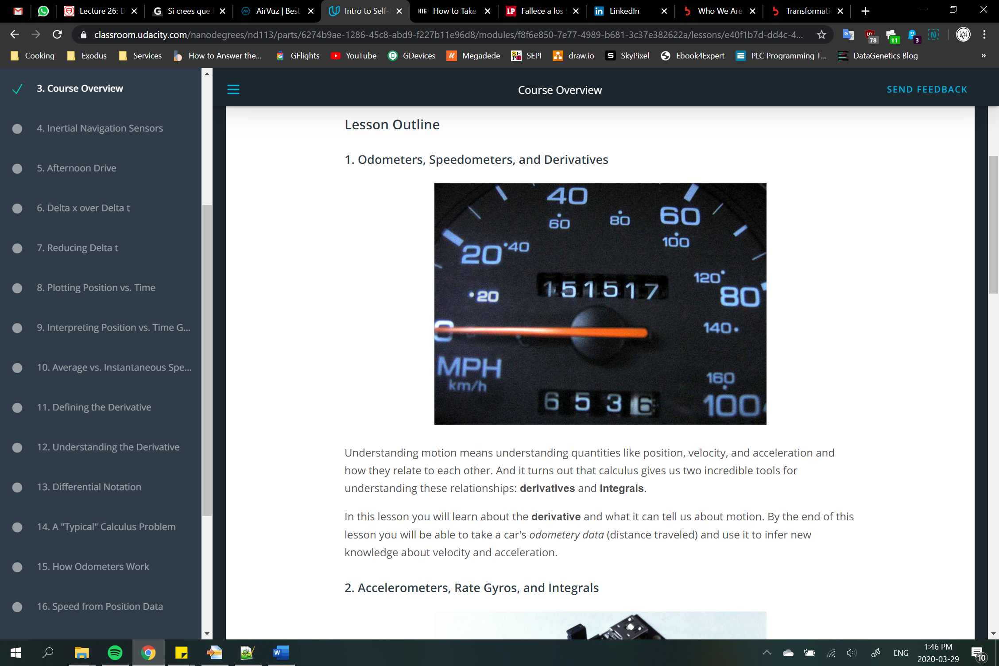 Lecture 26: D
Si crees que
AirVūz | Best
Intro to Self-
HTG How to Take
LP Fallece a los
in LinkedIn
Who We Are
Transformati
classroom.udacity.com/nanodegrees/nd113/parts/6274b9ae-1286-45c8-abd9-f227b11e96d8/modules/f8f6e850-7e77-4989-b681-3c37e382622a/lessons/e40f1b7d-dd4c-4...
78 11 3
Cooking Exodus Services How to Answer the... GFlights YouTube GDevices Megadede SEPI draw.io SkyPixel Ebook4Expert PLC Programming T... DataGenetics Blog »
3. Course Overview
4. Inertial Navigation Sensors
5. Afternoon Drive
6. Delta x over Delta t
7. Reducing Delta t
8. Plotting Position vs. Time
9. Interpreting Position vs. Time G...
10. Average vs. Instantaneous Spe...
11. Defining the Derivative
12. Understanding the Derivative
13. Differential Notation
14. A "Typical" Calculus Problem
15. How Odometers Work
16. Speed from Position Data
Course Overview
SEND FEEDBACK
Lesson Outline
1. Odometers, Speedometers, and Derivatives
40 60
60 80 100
20 40
120
151517
20 80
0 140
MPH
km/h 160
6 5 3 6 100
Understanding motion means understanding quantities like position, velocity, and acceleration and
how they relate to each other. And it turns out that calculus gives us two incredible tools for
understanding these relationships: derivatives and integrals.
In this lesson you will learn about the derivative and what it can tell us about motion. By the end of this
lesson you will be able to take a car's odometery data (distance traveled) and use it to infer new
knowledge about velocity and acceleration.
2. Accelerometers, Rate Gyros, and Integrals
ENG
1:46 PM
2020-03-29
10